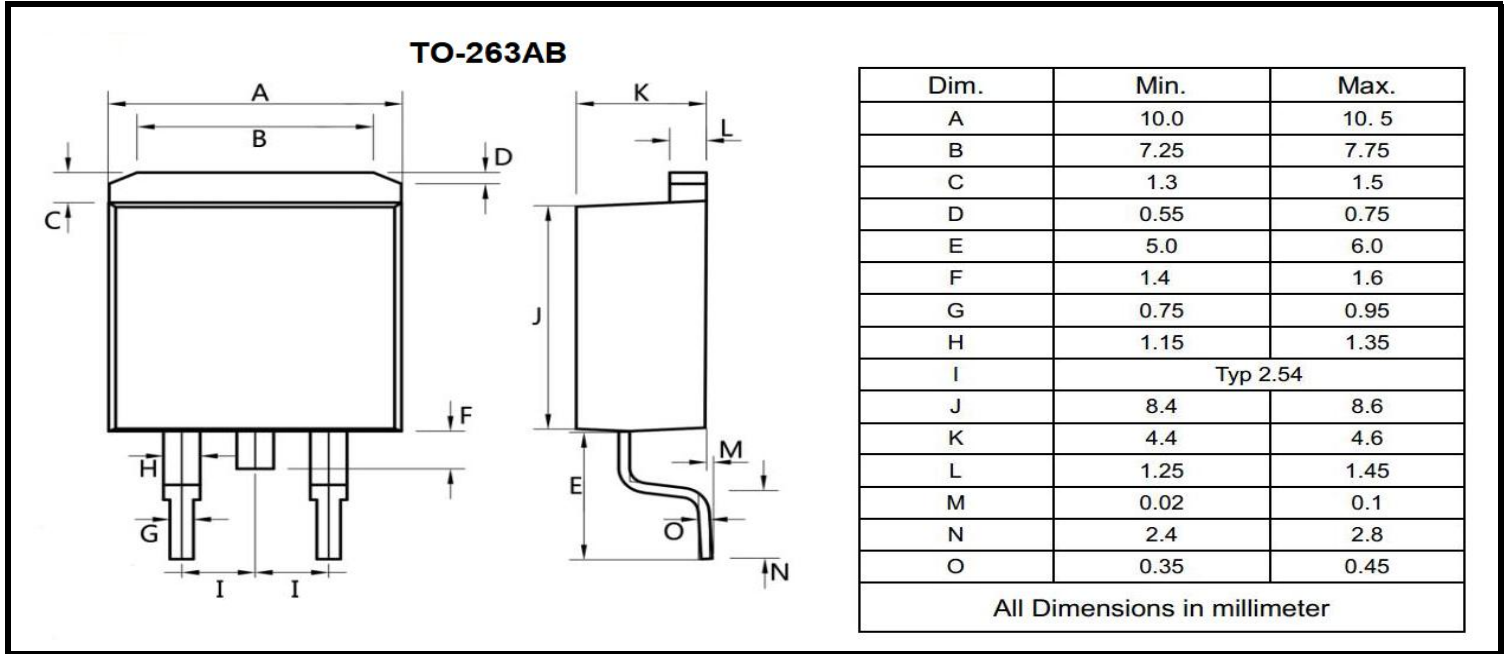 TO-263AB
A
B
C
D
F
H
G
I I
K
L
J
E
M
O
N
Dim. Min. Max.
A 10.0 10. 5
B 7.25 7.75
C 1.3 1.5
D 0.55 0.75
E 5.0 6.0
F 1.4 1.6
G 0.75 0.95
H 1.15 1.35
I Typ 2.54
J 8.4 8.6
K 4.4 4.6
L 1.25 1.45
M 0.02 0.1
N 2.4 2.8
O 0.35 0.45
All Dimensions in millimeter